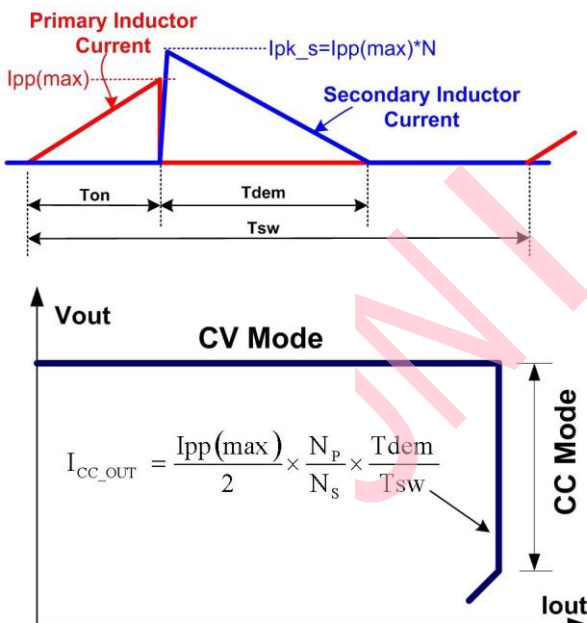 Primary Inductor
Current
Ipk_s=Ipp(max)*N
Ipp(max)
Secondary Inductor
Current
Ton
Tdem
Tsw
Vout
CV Mode
CC Mode
I_CC_OUT = Ipp(max)/2 × N_P/N_S × Tdem/Tsw
Iout